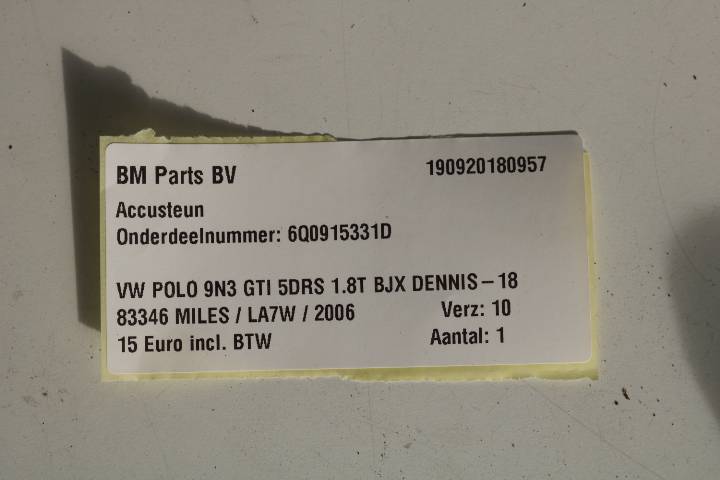 BM Parts BV 190920180957
Accusteun
Onderdeelnummer: 6Q0915331D
VW POLO 9N3 GTI 5DRS 1.8T BJX DENNIS-18
83346 MILES / LA7W / 2006 Verz: 10
15 Euro incl. BTW Aantal: 1